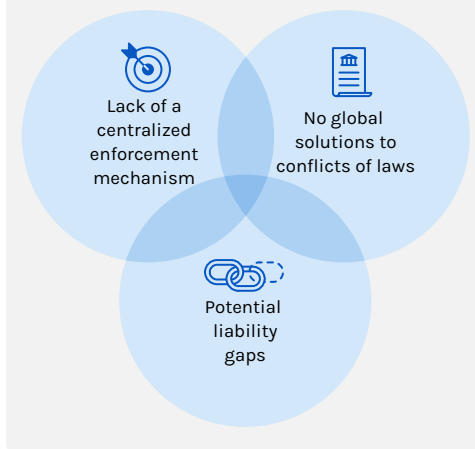 Lack of a
centralized
enforcement
mechanism
No global
solutions to
conflicts of laws
Potential
liability
gaps